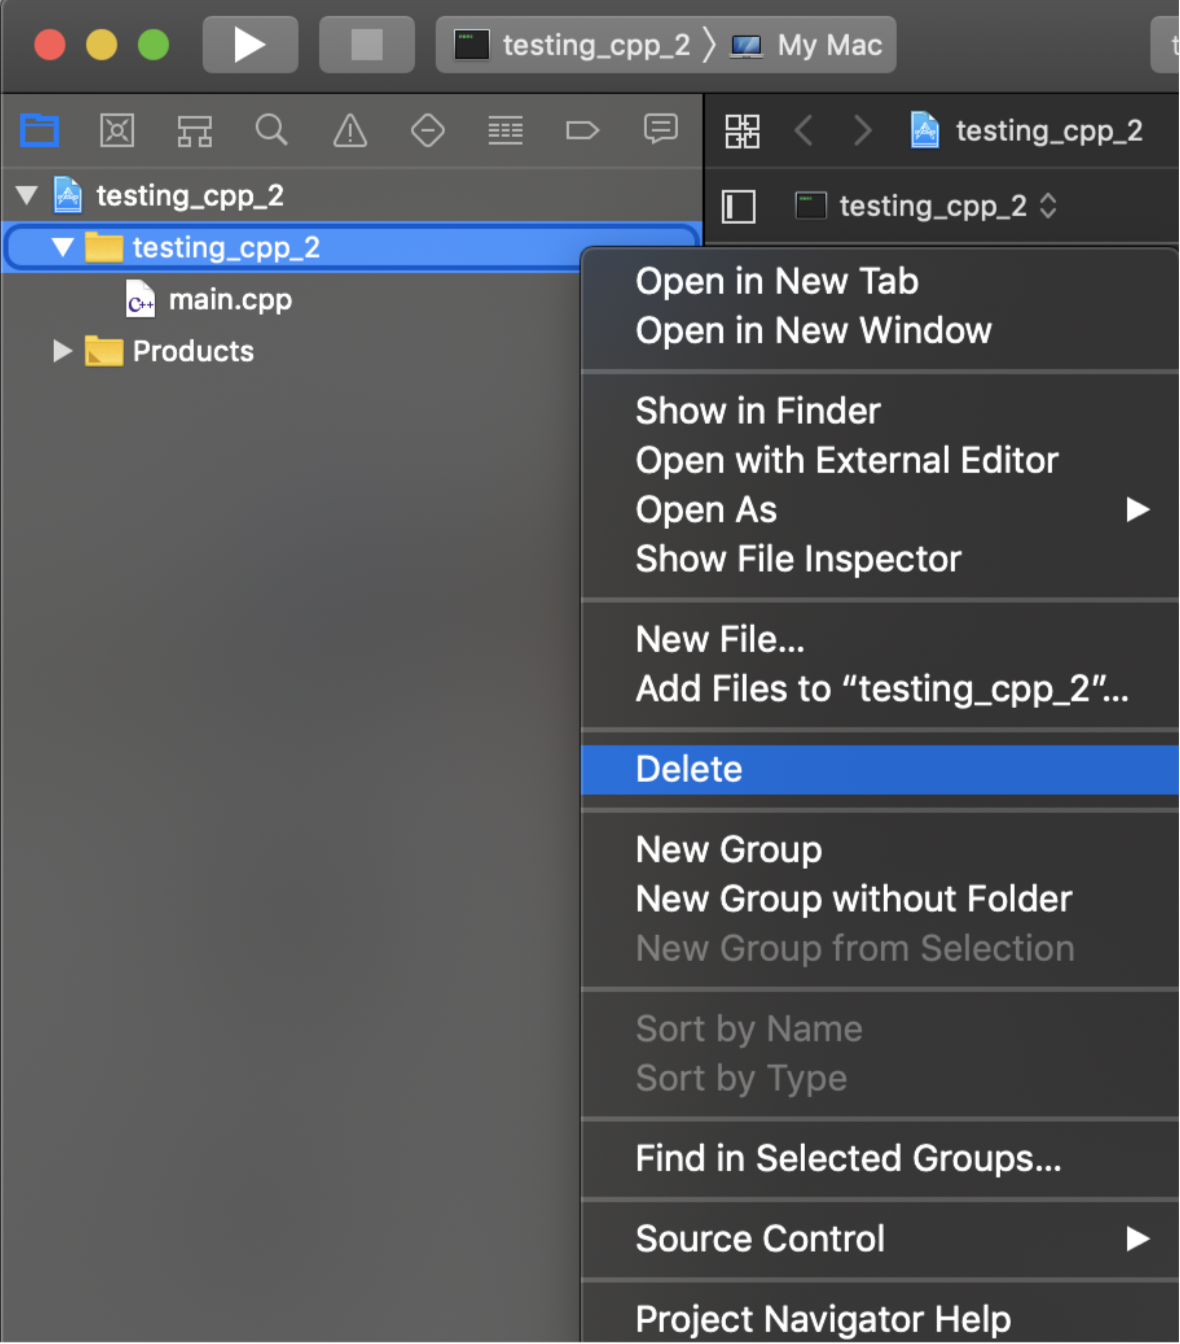 testing_cpp_2 〉 My Mac
testing_cpp_2
testing_cpp_2
testing_cpp_2
testing_cpp_2
C++ main.cpp
Products
Open in New Tab
Open in New Window
Show in Finder
Open with External Editor
Open As
Show File Inspector
New File...
Add Files to “testing_cpp_2”...
Delete
New Group
New Group without Folder
New Group from Selection
Sort by Name
Sort by Type
Find in Selected Groups...
Source Control
Project Navigator Help